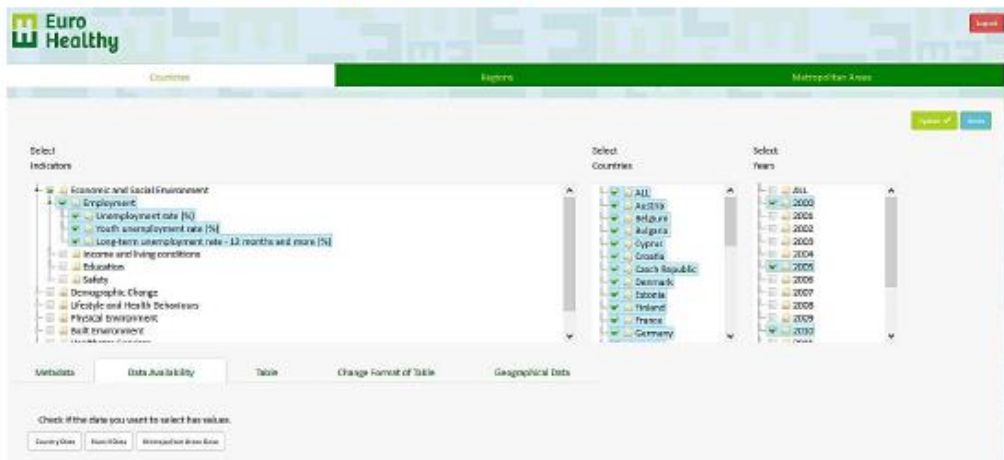 Euro
Healthy
Logout
Countries
Regions
Metropolitan Areas
Update
Select
Indicators
Economic and Social Environment
Employment
Unemployment rate (%)
Youth unemployment rate (%)
Long-term unemployment rate - 12 months and more (%)
Income and living conditions
Education
Safety
Demographic Change
Lifestyle and Health Behaviours
Physical Environment
Built Environment
Select
Countries
ALL
Austria
Belgium
Bulgaria
Cyprus
Croatia
Czech Republic
Denmark
Estonia
Finland
France
Germany
Select
Years
ALL
2000
2001
2002
2003
2004
2005
2006
2007
2008
2009
2010
Metadata
Data Availability
Table
Change Format of Table
Geographical Data
Check if the date you want to select has values.
Country Data
Metropolitan Areas Data